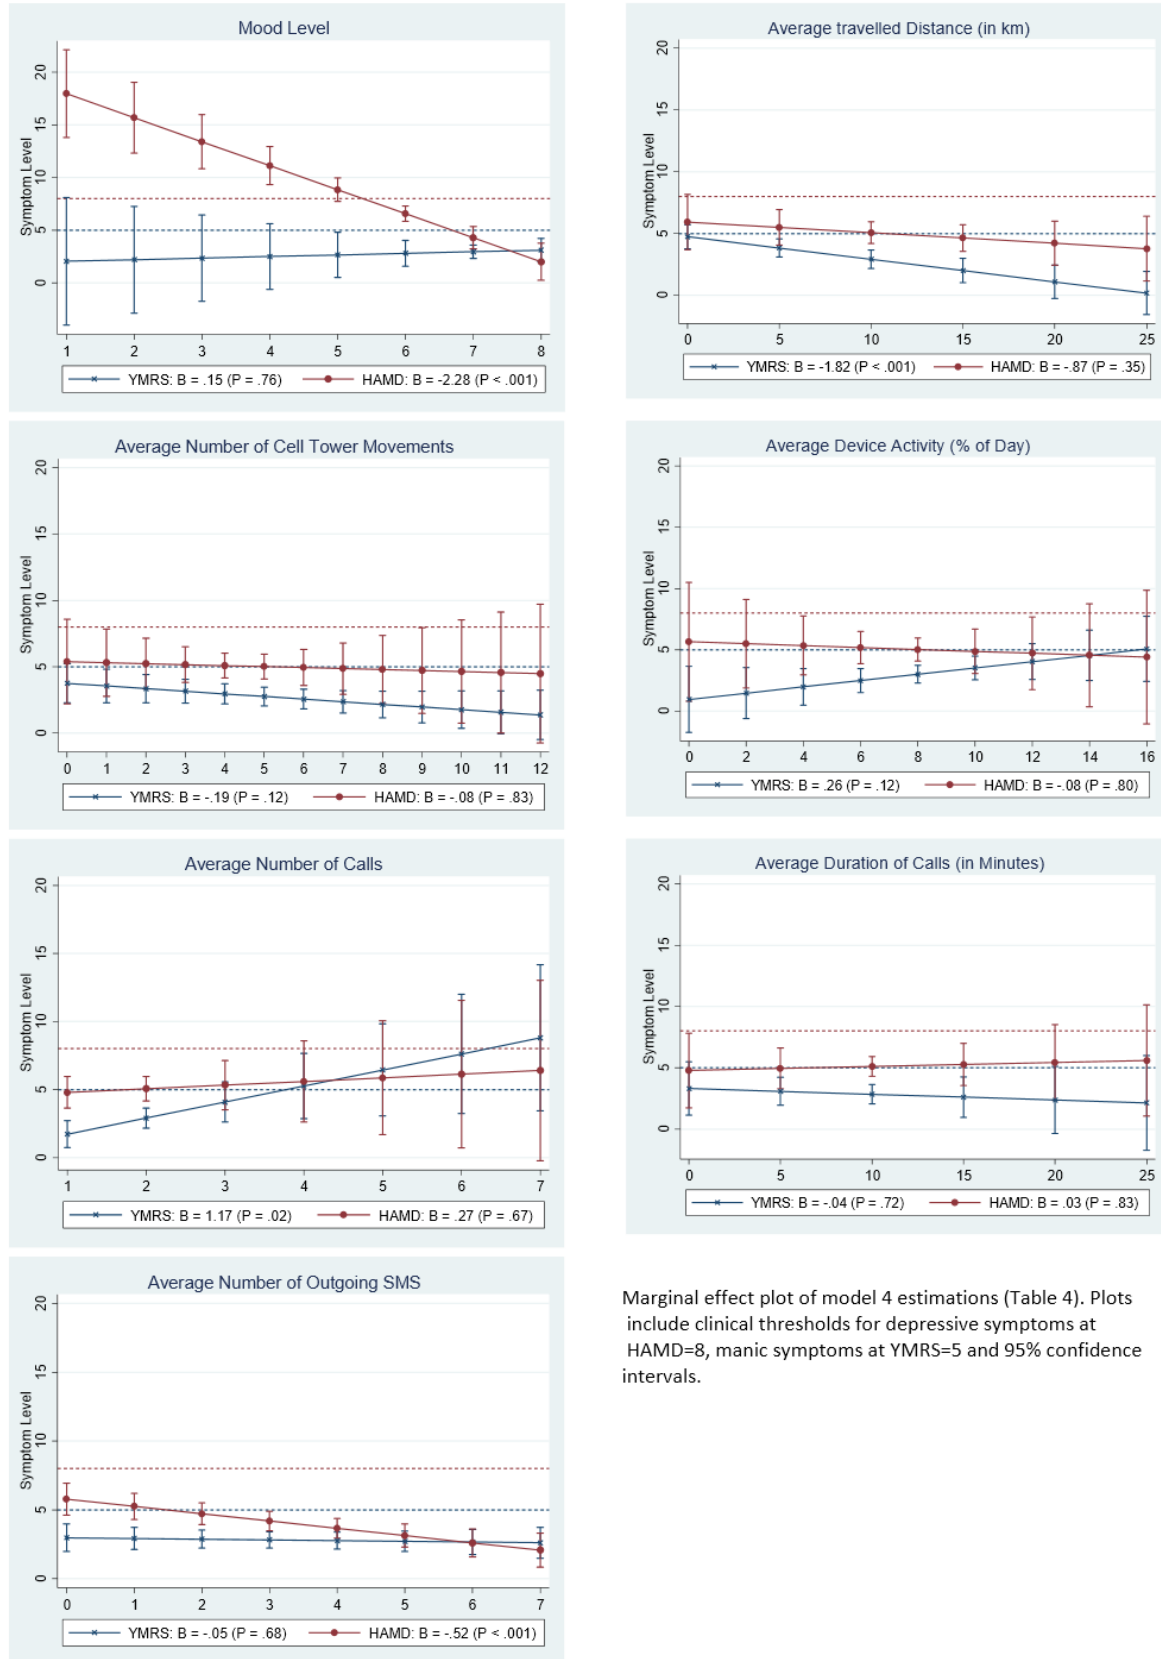 Mood Level
Symptom Level
20
15
10
5
0
1 2 3 4 5 6 7 8
YMRS: B = .15 (P = .76) HAMD: B = -2.28 (P < .001)
Average travelled Distance (in km)
Symptom Level
20
15
10
5
0
0 5 10 15 20 25
YMRS: B = -1.82 (P < .001) HAMD: B = -.87 (P = .35)
Average Number of Cell Tower Movements
Symptom Level
20
15
10
5
0
0 1 2 3 4 5 6 7 8 9 10 11 12
YMRS: B = -.19 (P = .12) HAMD: B = -.08 (P = .83)
Average Device Activity (% of Day)
Symptom Level
20
15
10
5
0
0 2 4 6 8 10 12 14 16
YMRS: B = .26 (P = .12) HAMD: B = -.08 (P = .80)
Average Number of Calls
Symptom Level
20
15
10
5
0
1 2 3 4 5 6 7
YMRS: B = 1.17 (P = .02) HAMD: B = .27 (P = .67)
Average Duration of Calls (in Minutes)
Symptom Level
20
15
10
5
0
0 5 10 15 20 25
YMRS: B = -.04 (P = .72) HAMD: B = .03 (P = .83)
Average Number of Outgoing SMS
Symptom Level
20
15
10
5
0
0 1 2 3 4 5 6 7
YMRS: B = -.05 (P = .68) HAMD: B = -.52 (P < .001)
Marginal effect plot of model 4 estimations (Table 4). Plots
include clinical thresholds for depressive symptoms at
HAMD=8, manic symptoms at YMRS=5 and 95% confidence
intervals.